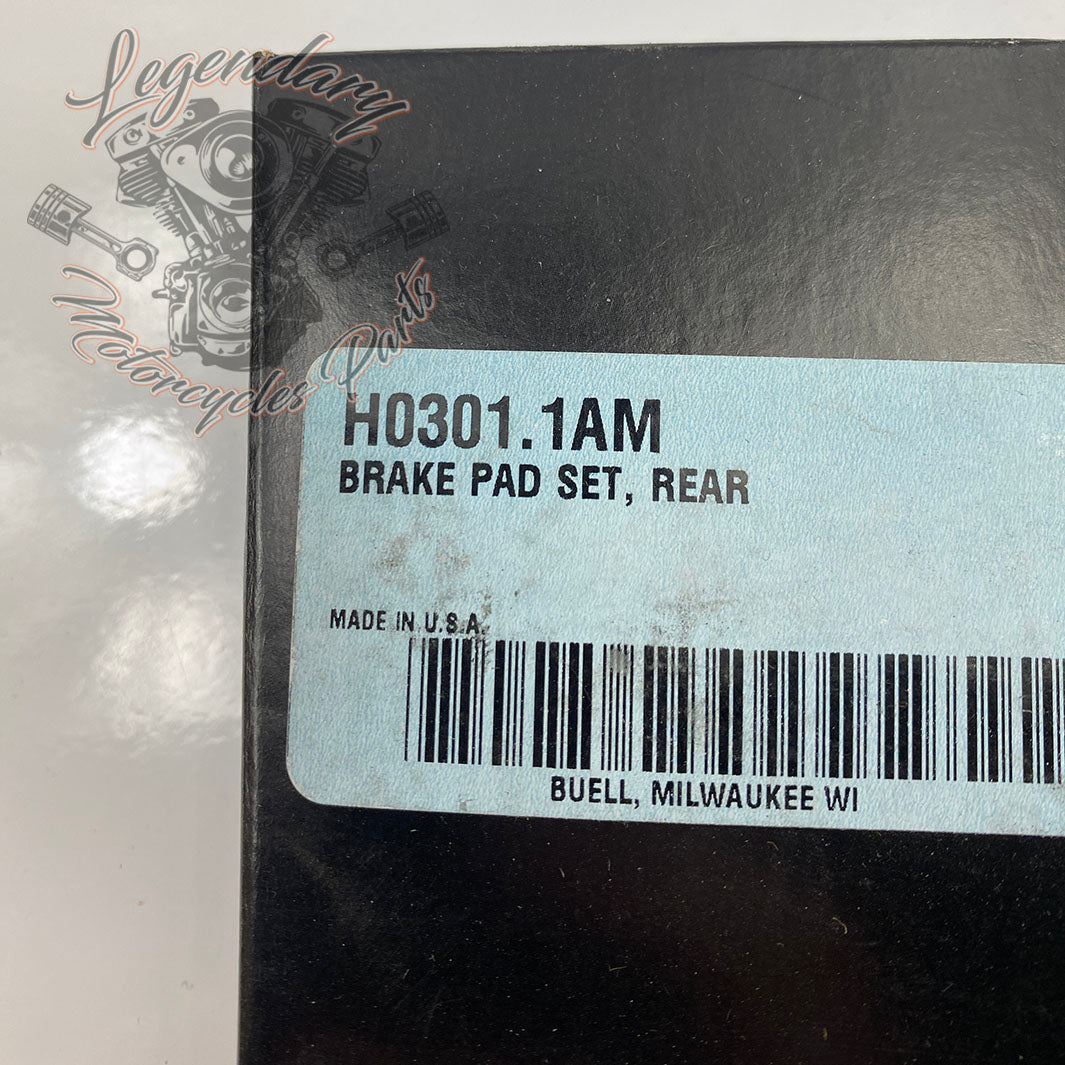 Legendary
Motorcycles Parts
H0301.1AM
BRAKE PAD SET, REAR
MADE IN U.S.A.
BUELL, MILWAUKEE WI